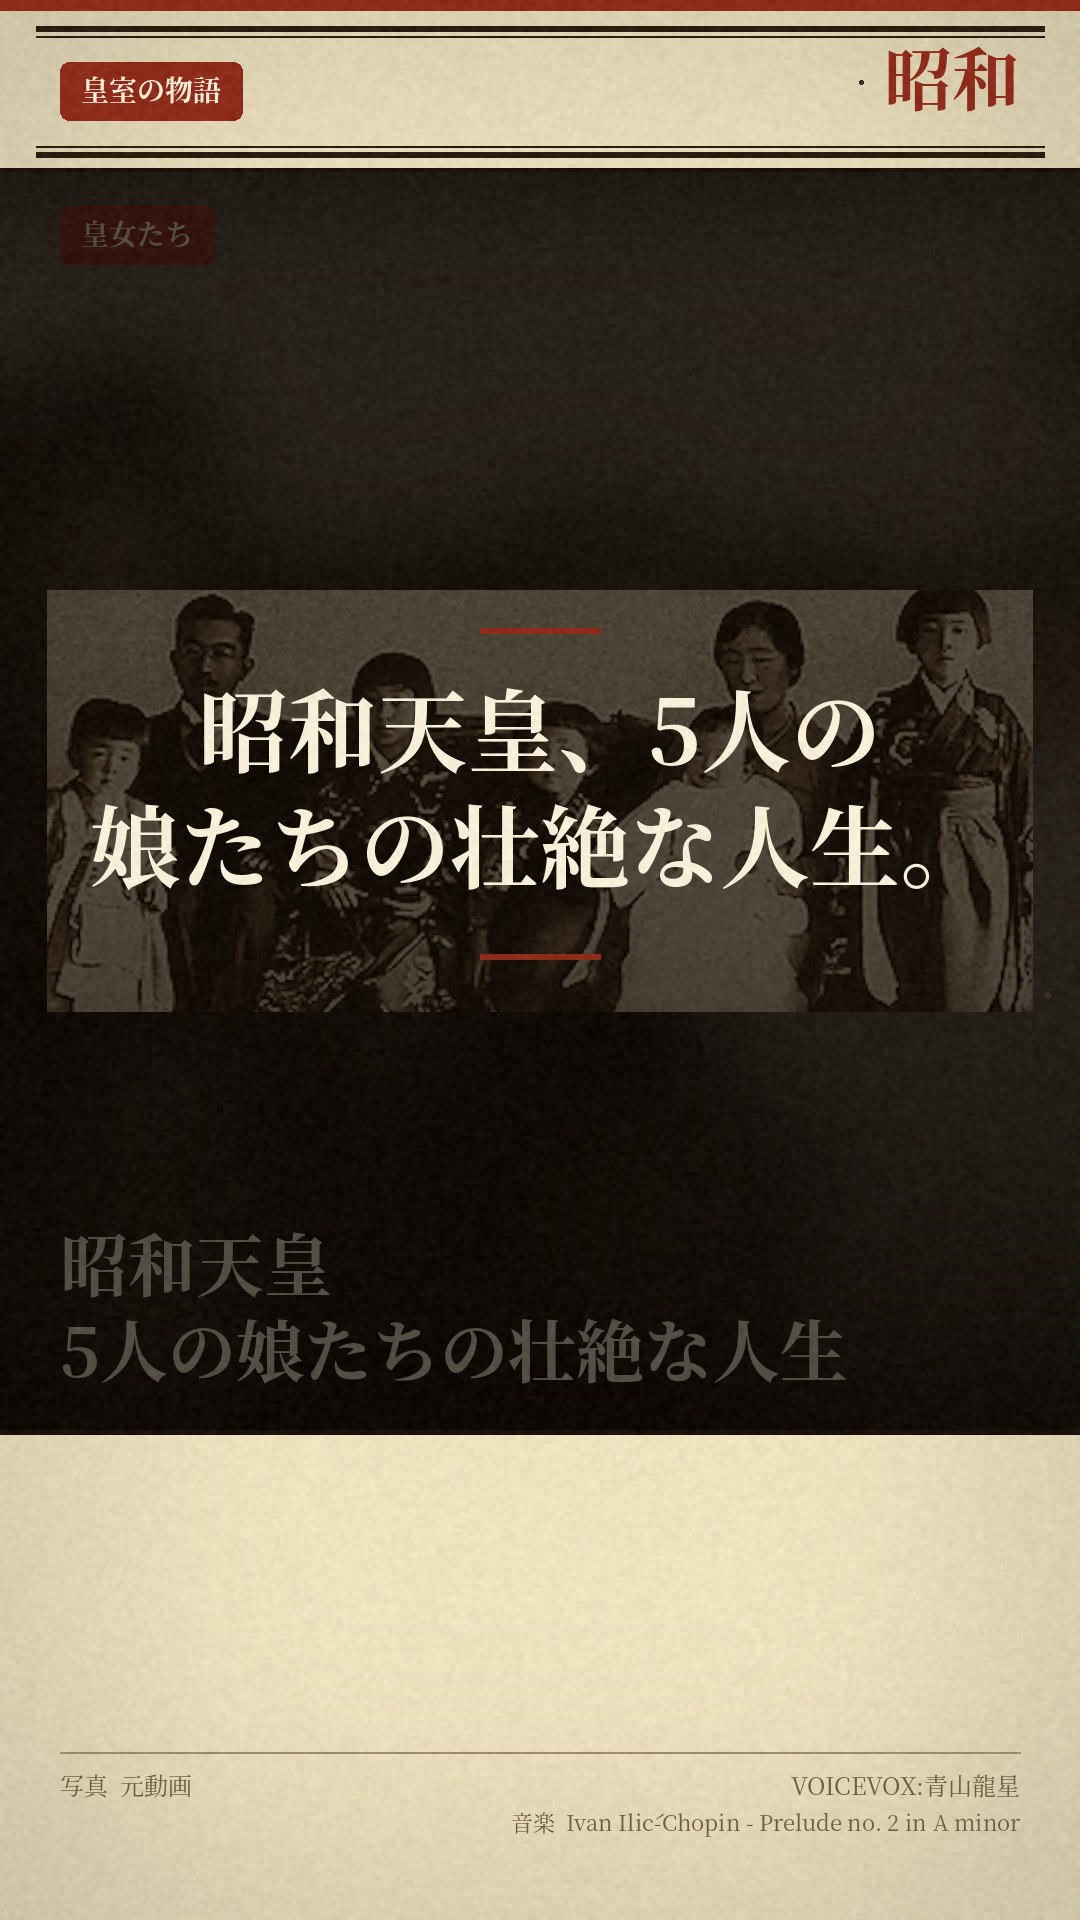 皇室の物語
・昭和
皇女たち
昭和天皇、5人の
娘たちの壮絶な人生。
昭和天皇
5人の娘たちの壮絶な人生
写真 元動画
VOICEVOX:青山龍星
音楽 Ivan Ilic-́Chopin - Prelude no. 2 in A minor